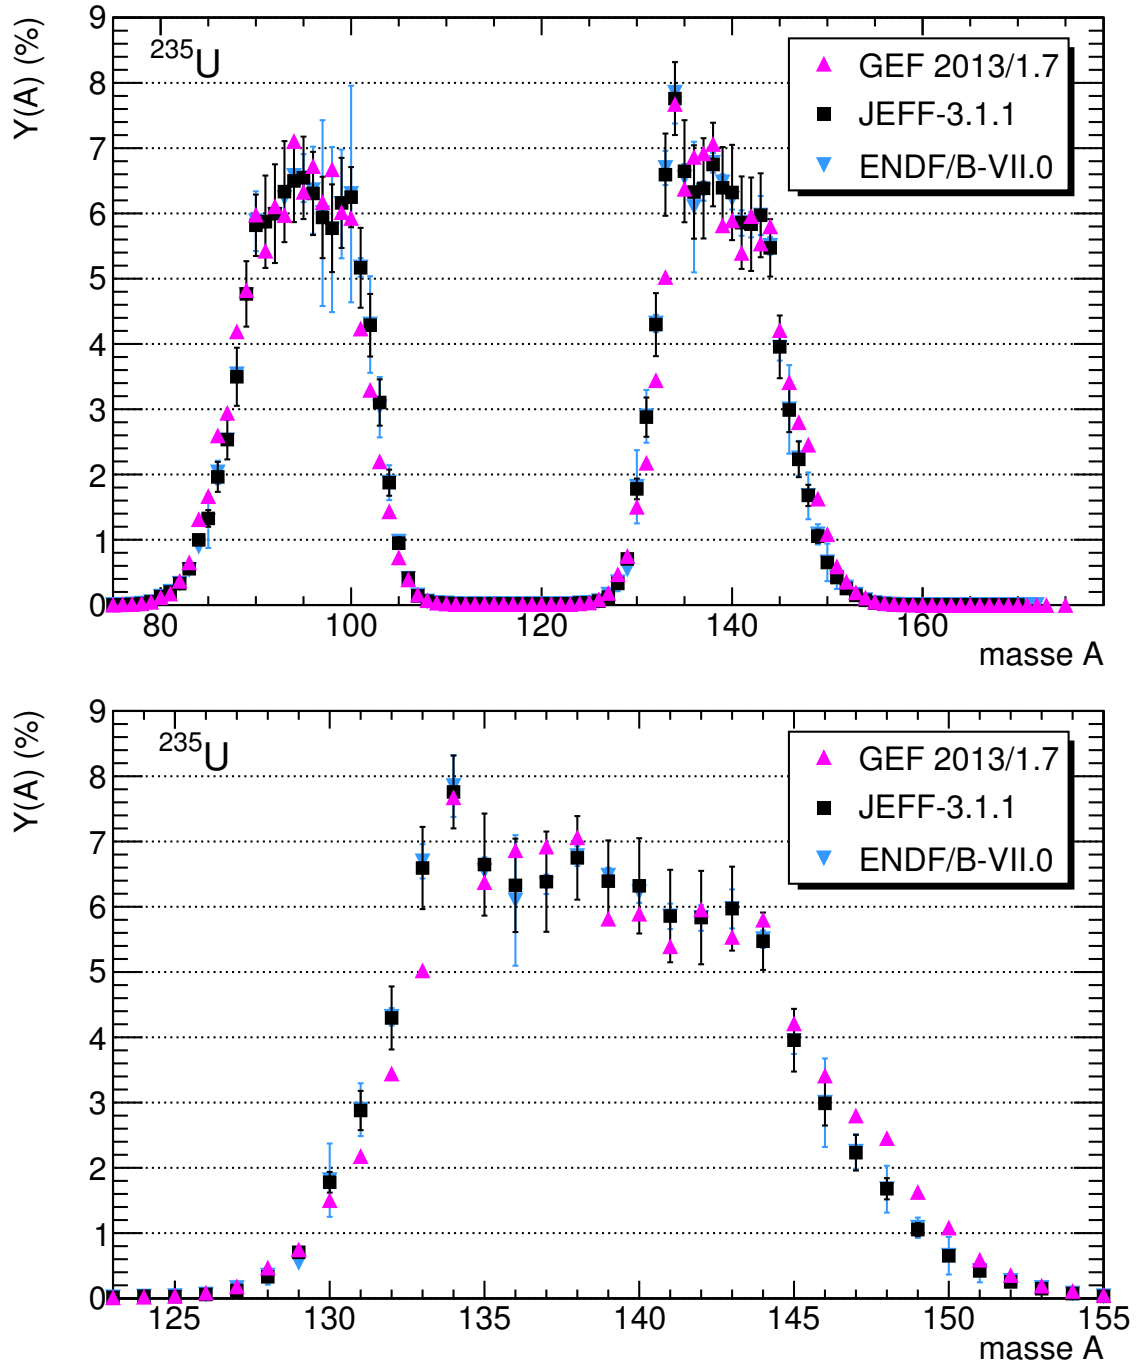 Y(A) (%)
9
8
7
6
5
4
3
2
1
0
²³⁵U
GEF 2013/1.7
JEFF-3.1.1
ENDF/B-VII.0
80 100 120 140 160
masse A
Y(A) (%)
9
8
7
6
5
4
3
2
1
0
²³⁵U
GEF 2013/1.7
JEFF-3.1.1
ENDF/B-VII.0
125 130 135 140 145 150 155
masse A